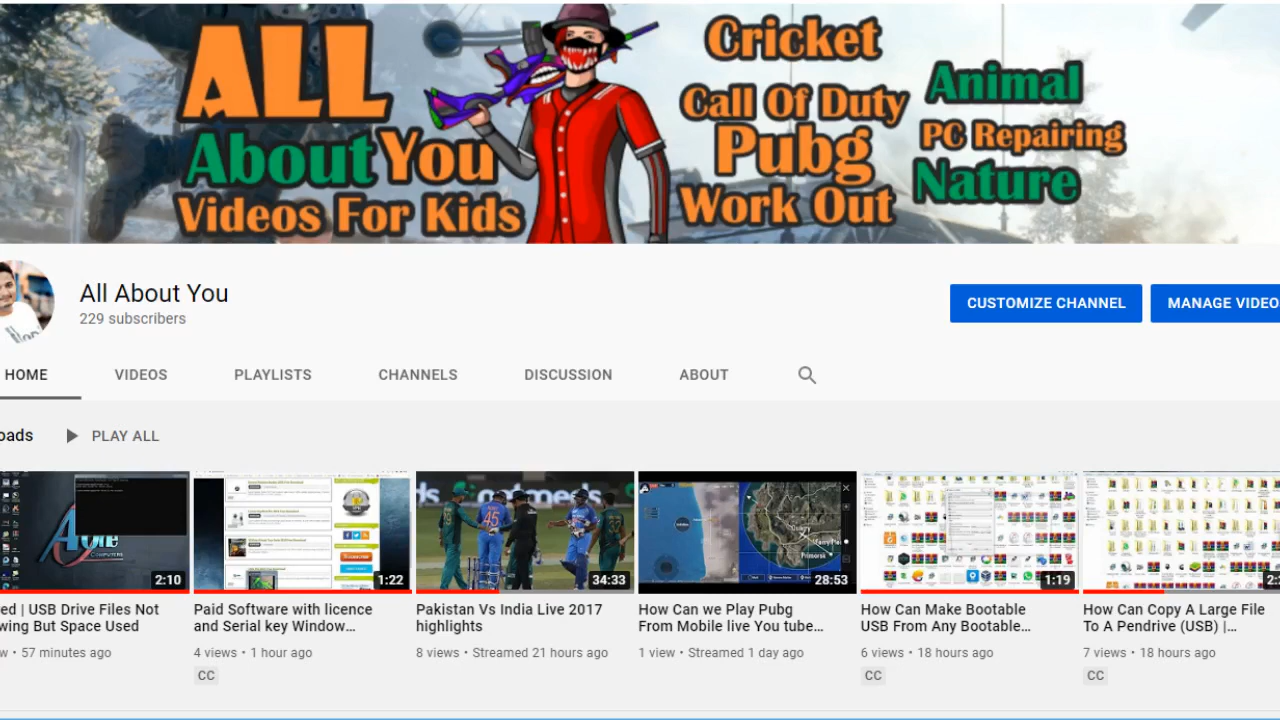 ALL
About You
Videos For Kids
Cricket
Call Of Duty
Pubg
Work Out
Animal
PC Repairing
Nature
All About You
229 subscribers
CUSTOMIZE CHANNEL
MANAGE VIDEO
HOME
VIDEOS
PLAYLISTS
CHANNELS
DISCUSSION
ABOUT
oads
PLAY ALL
2:10
1:22
45
34:33
28:53
1:19
2:
ed | USB Drive Files Not
wing But Space Used
w • 57 minutes ago
Paid Software with licence
and Serial key Window...
4 views • 1 hour ago
CC
Pakistan Vs India Live 2017
highlights
8 views • Streamed 21 hours ago
How Can we Play Pubg
From Mobile live You tube...
1 view • Streamed 1 day ago
How Can Make Bootable
USB From Any Bootable...
6 views • 18 hours ago
CC
How Can Copy A Large File
To A Pendrive (USB) |...
7 views • 18 hours ago
CC